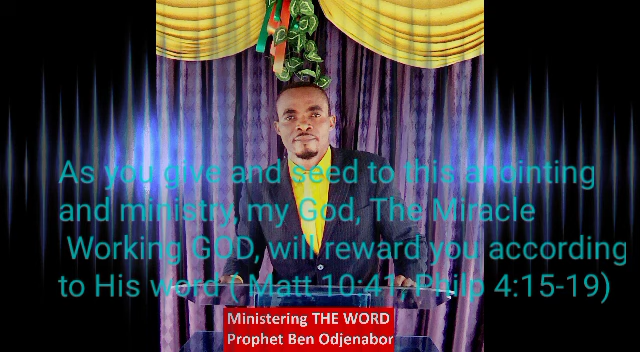 As you give and seed to this anointing
and ministry, my God, The Miracle
Working GOD, will reward you according
to His word ( Matt 10:41, Philp 4:15-19)
Ministering THE WORD
Prophet Ben Odjenabor